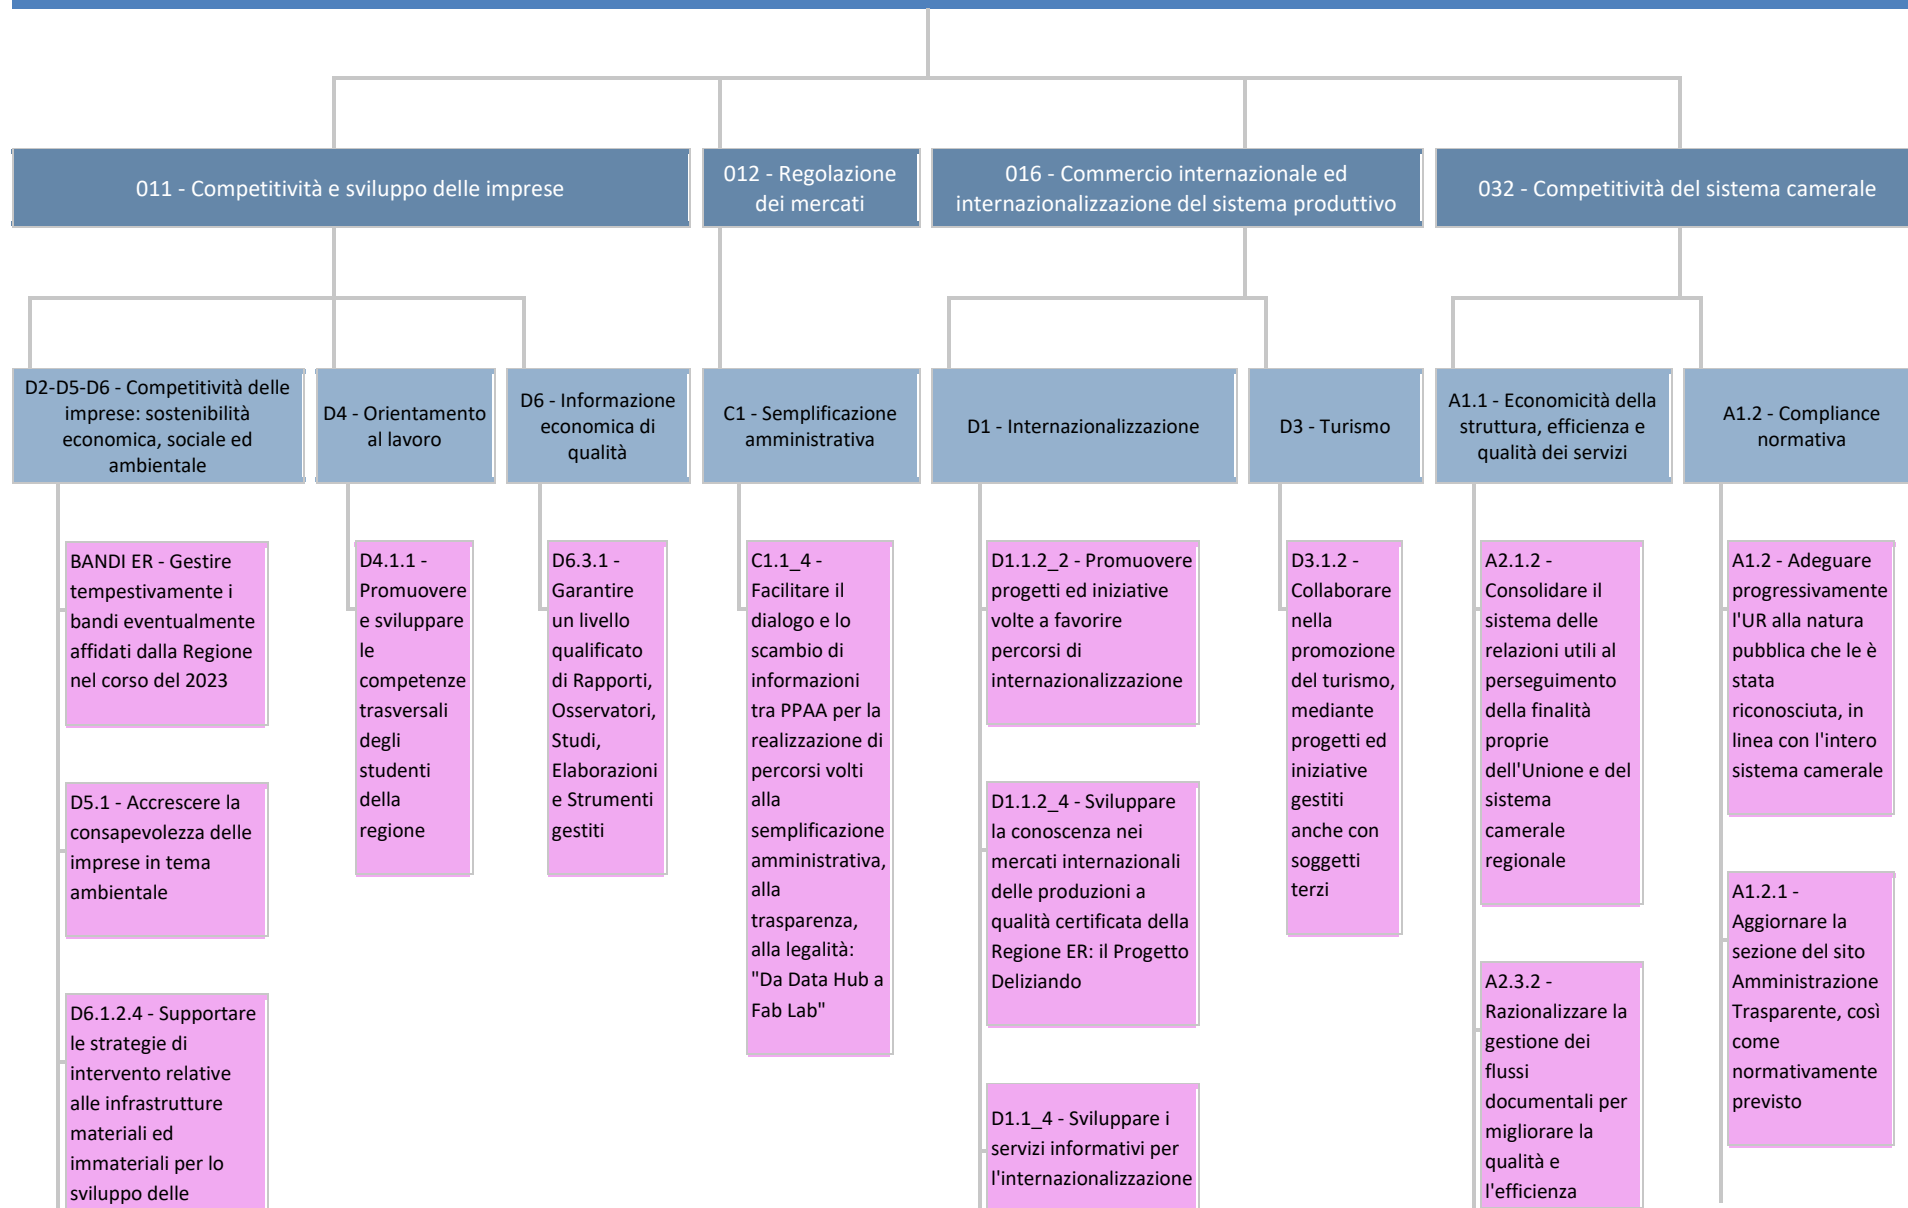 011 - Competitività e sviluppo delle imprese
012 - Regolazione
dei mercati
016 - Commercio internazionale ed
internazionalizzazione del sistema produttivo
032 - Competitività del sistema camerale
D2-D5-D6 - Competitività delle
imprese: sostenibilità
economica, sociale ed
ambientale
D4 - Orientamento
al lavoro
D6 - Informazione
economica di
qualità
C1 - Semplificazione
amministrativa
D1 - Internazionalizzazione
D3 - Turismo
A1.1 - Economicità della
struttura, efficienza e
qualità dei servizi
A1.2 - Compliance
normativa
BANDI ER - Gestire
tempestivamente i
bandi eventualmente
affidati dalla Regione
nel corso del 2023
D5.1 - Accrescere la
consapevolezza delle
imprese in tema
ambientale
D6.1.2.4 - Supportare
le strategie di
intervento relative
alle infrastrutture
materiali ed
immateriali per lo
sviluppo delle
D4.1.1 -
Promuovere
e sviluppare
le
competenze
trasversali
degli
studenti
della
regione
D6.3.1 -
Garantire
un livello
qualificato
di Rapporti,
Osservatori,
Studi,
Elaborazioni
e Strumenti
gestiti
C1.1_4 -
Facilitare il
dialogo e lo
scambio di
informazioni
tra PPAA per la
realizzazione di
percorsi volti
alla
semplificazione
amministrativa,
alla
trasparenza,
alla legalità:
"Da Data Hub a
Fab Lab"
D1.1.2_2 - Promuovere
progetti ed iniziative
volte a favorire
percorsi di
internazionalizzazione
D1.1.2_4 - Sviluppare
la conoscenza nei
mercati internazionali
delle produzioni a
qualità certificata della
Regione ER: il Progetto
Deliziando
D1.1_4 - Sviluppare i
servizi informativi per
l'internazionalizzazione
D3.1.2 -
Collaborare
nella
promozione
del turismo,
mediante
progetti ed
iniziative
gestiti
anche con
soggetti
terzi
A2.1.2 -
Consolidare il
sistema delle
relazioni utili al
perseguimento
della finalità
proprie
dell'Unione e del
sistema
camerale
regionale
A2.3.2 -
Razionalizzare la
gestione dei
flussi
documentali per
migliorare la
qualità e
l'efficienza
A1.2 - Adeguare
progressivamente
l'UR alla natura
pubblica che le è
stata
riconosciuta, in
linea con l'intero
sistema camerale
A1.2.1 -
Aggiornare la
sezione del sito
Amministrazione
Trasparente, così
come
normativamente
previsto